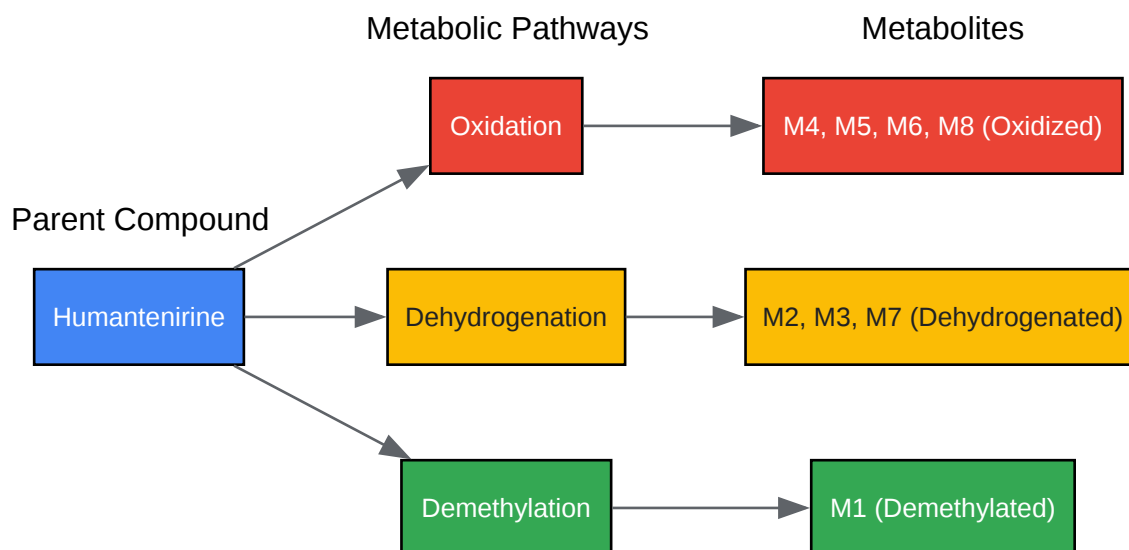 Metabolic Pathways
Metabolites
Oxidation
M4, M5, M6, M8 (Oxidized)
Parent Compound
Humantenirine
Dehydrogenation
M2, M3, M7 (Dehydrogenated)
Demethylation
M1 (Demethylated)